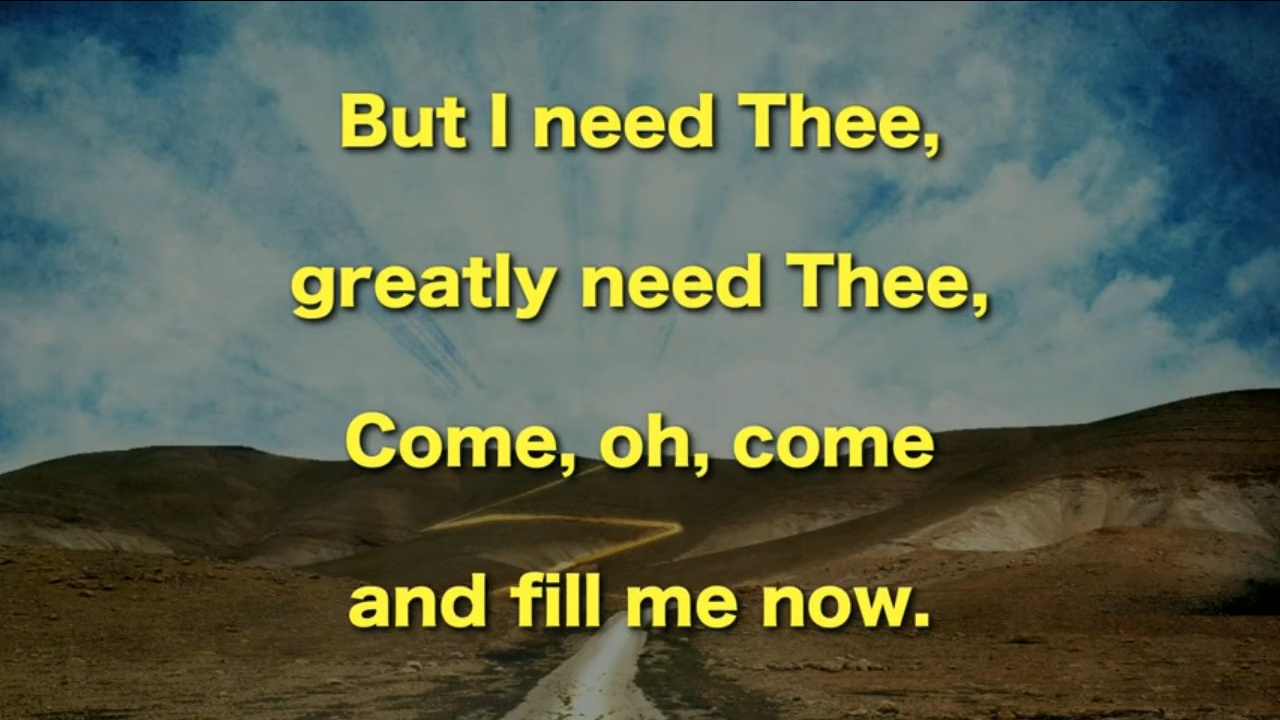 But I need Thee,
greatly need Thee,
Come, oh, come
and fill me now.